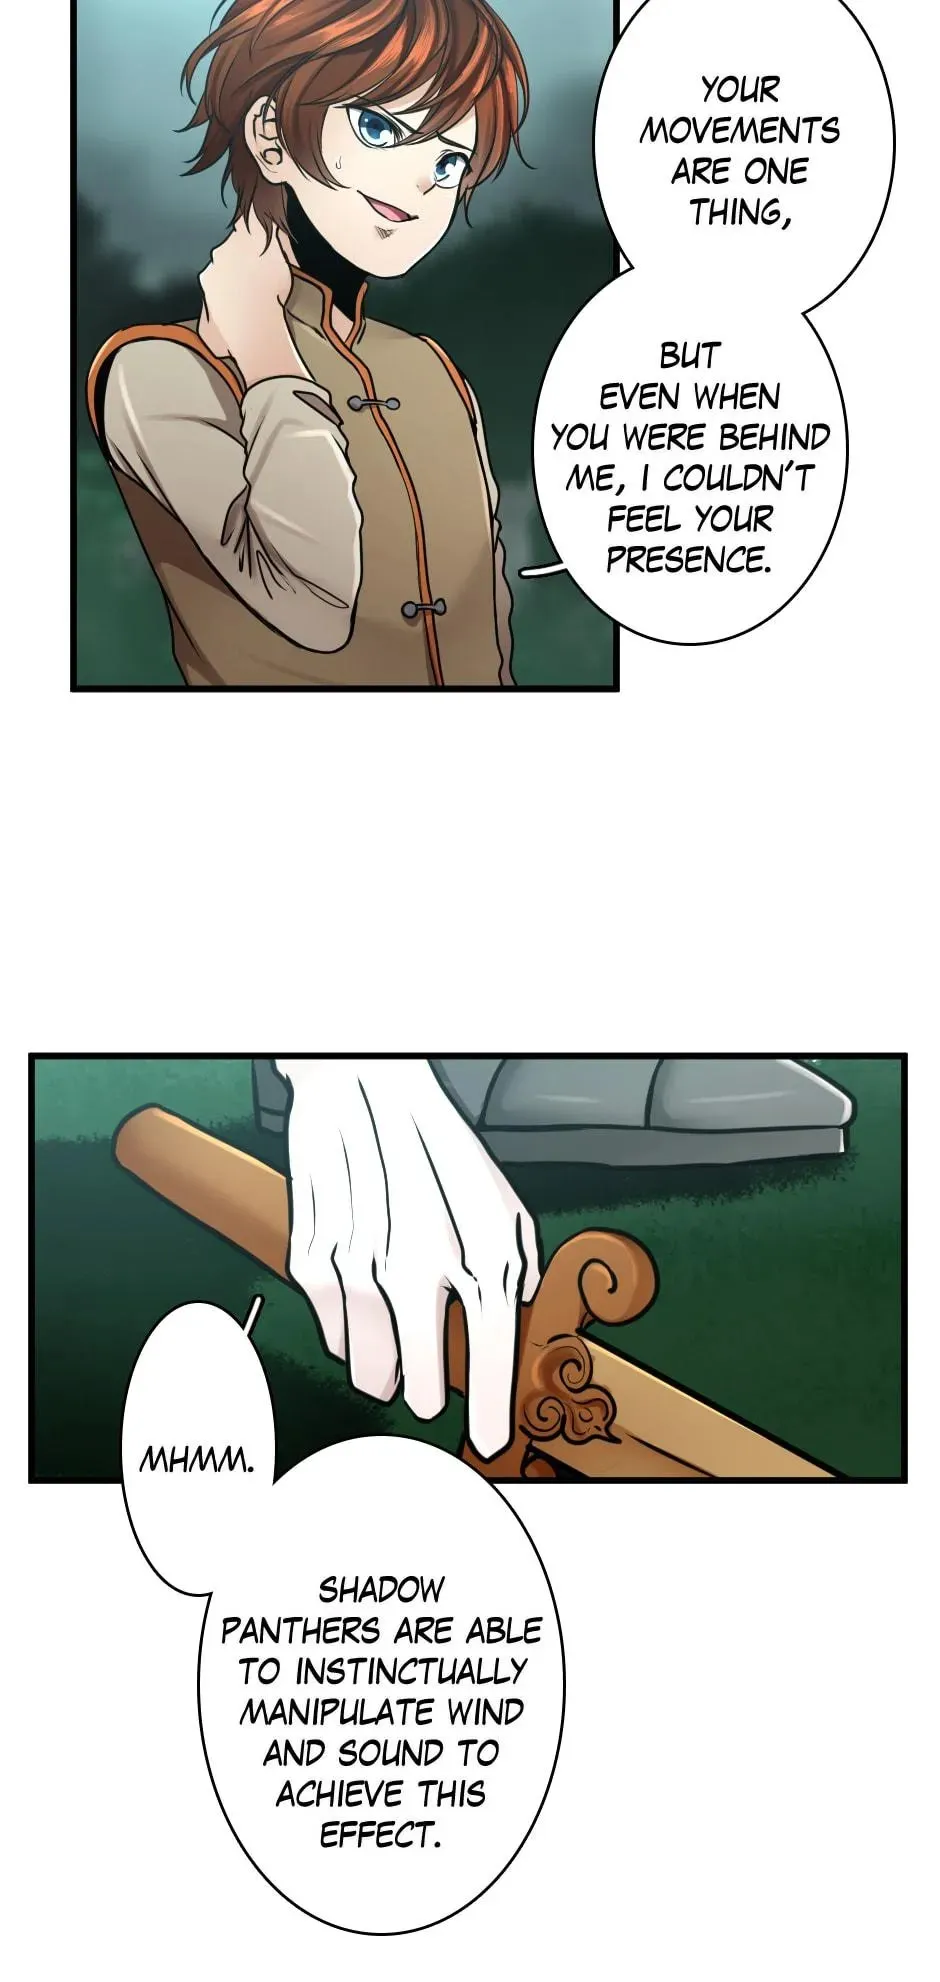 YOUR
MOVEMENTS
ARE ONE
THING,
BUT
EVEN WHEN
YOU WERE BEHIND
ME, I COULDN'T
FEEL YOUR
PRESENCE.
MHMM.
SHADOW
PANTHERS ARE ABLE
TO INSTINCTUALLY
MANIPULATE WIND
AND SOUND TO
ACHIEVE THIS
EFFECT.